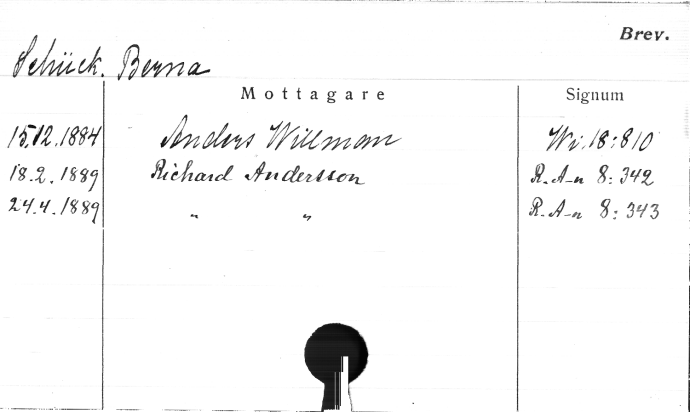 Brev.
Schück. Berna
Mottagare Signum
15.12.1884 Anders Willman Wi. 18:810
18.2.1889 Richard Andersson R. A-n 8:342
24.4.1889 " " R. A-n 8:343